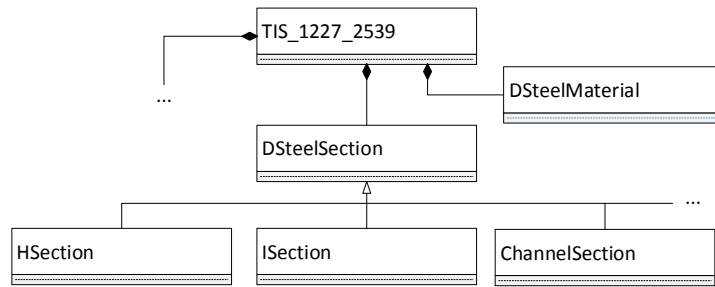 TIS_1227_2539
...
DSteelMaterial
DSteelSection
...
HSection
ISection
ChannelSection